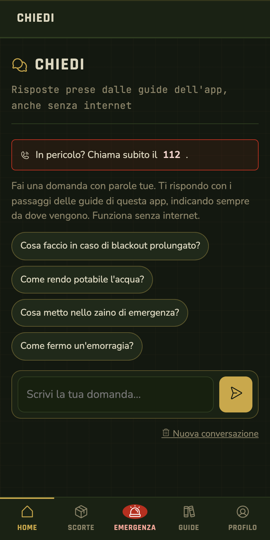 CHIEDI
CHIEDI
Risposte prese dalle guide dell'app,
anche senza internet
In pericolo? Chiama subito il 112 .
Fai una domanda con parole tue. Ti rispondo con i
passaggi delle guide di questa app, indicando sempre
da dove vengono. Funziona senza internet.
Cosa faccio in caso di blackout prolungato?
Come rendo potabile l'acqua?
Cosa metto nello zaino di emergenza?
Come fermo un'emorragia?
Scrivi la tua domanda...
Nuova conversazione
HOME SCORTE EMERGENZA GUIDE PROFILO